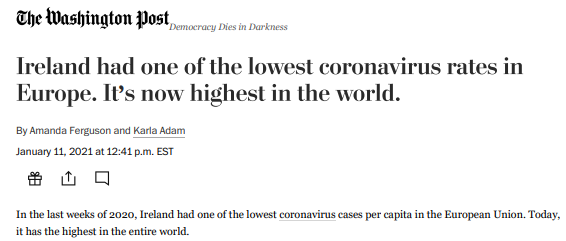 The Washington Post
Democracy Dies in Darkness
Ireland had one of the lowest coronavirus rates in
Europe. It’s now highest in the world.
By Amanda Ferguson and Karla Adam
January 11, 2021 at 12:41 p.m. EST
In the last weeks of 2020, Ireland had one of the lowest coronavirus cases per capita in the European Union. Today,
it has the highest in the entire world.